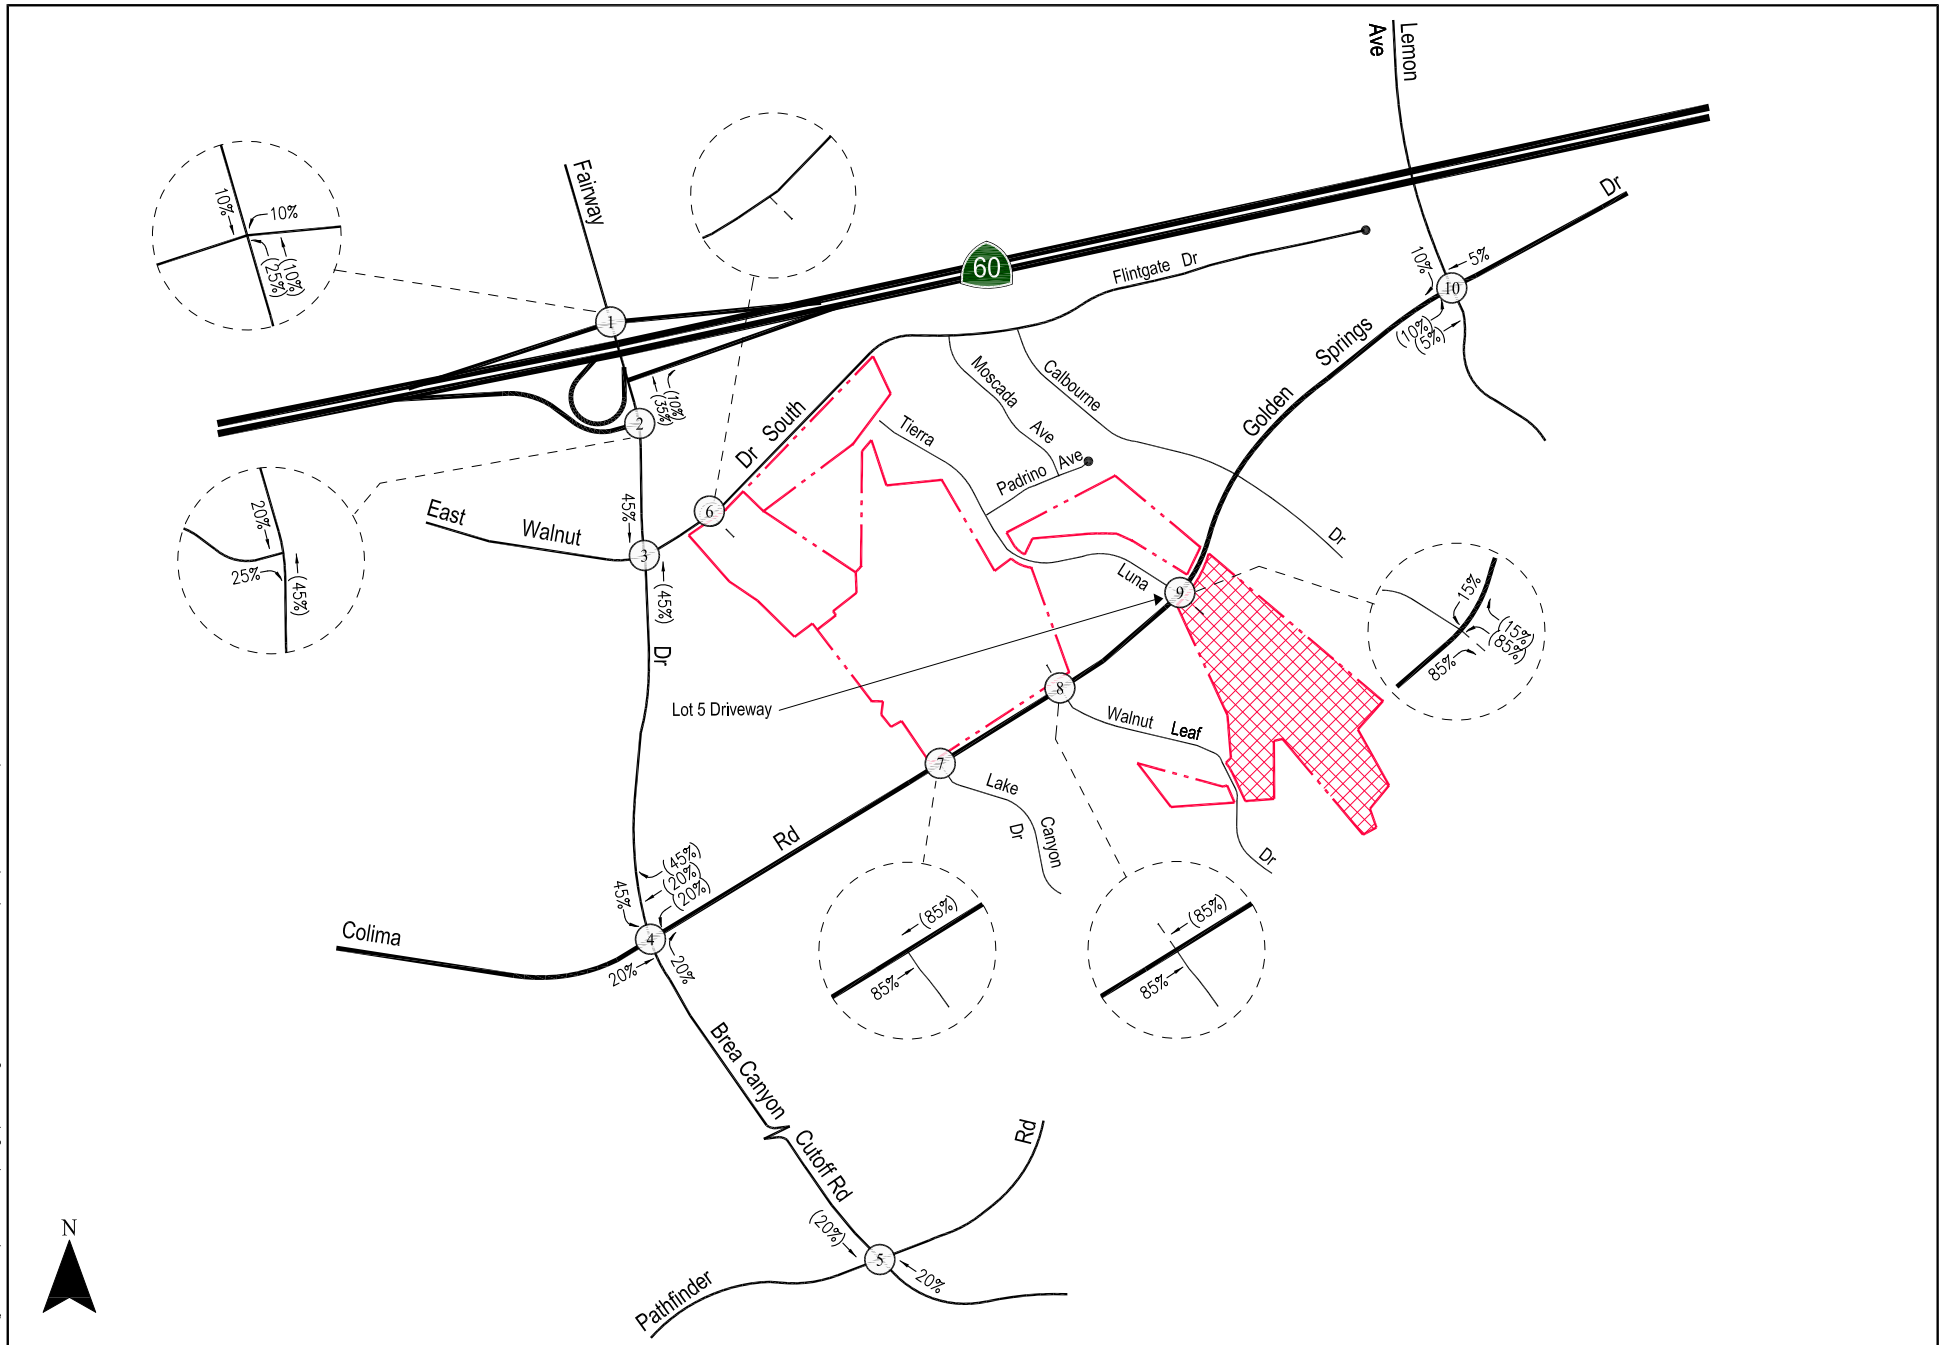 Lemon
Ave
Fairway
10%
10%
(10%)
(25%)
60
Flintgate Dr
Dr
10%
5%
10
(10%)
(5%)
1
(10%)
(35%)
2
Moscada
Ave
Calbourne
Dr
Springs
Golden
Dr South
Tierra
Padrino Ave
20%
25%
(45%)
East
Walnut
45%
6
3
(45%)
Dr
Luna
9
15%
(15%)
(85%)
85%
Lot 5 Driveway
8
Walnut Leaf
Dr
7
Lake
Canyon
Dr
Rd
(45%)
(20%)
(20%)
45%
Colima
4
20%
20%
(85%)
85%
(85%)
85%
Brea Canyon
Cutoff Rd
Rd
(20%)
5
20%
Pathfinder
N